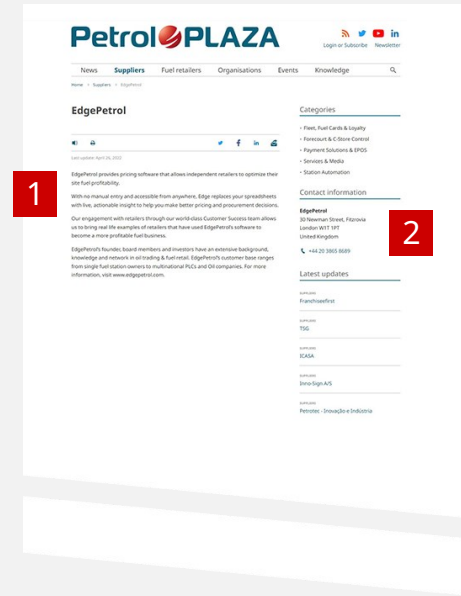 PetrolPLAZA
Login or Subscribe Newsletter
News Suppliers Fuel retailers Organisations Events Knowledge
Home > Suppliers > EdgePetrol
EdgePetrol
Last update: April 26, 2022
EdgePetrol provides pricing software that allows independent retailers to optimize their
site fuel profitability.
With no manual entry and accessible from anywhere, Edge replaces your spreadsheets
with live, actionable insight to help you make better pricing and procurement decisions.
Our engagement with retailers through our world-class Customer Success team allows
us to bring real life examples of retailers that have used EdgePetrol's software to
become a more profitable fuel business.
EdgePetrol's founder, board members and investors have an extensive background,
knowledge and network in oil trading & fuel retail. EdgePetrol's customer base ranges
from single fuel station owners to multinational PLCs and Oil companies. For more
information, visit www.edgepetrol.com.
1
Categories
Fleet, Fuel Cards & Loyalty
Forecourt & C-Store Control
Payment Solutions & EPOS
Services & Media
Station Automation
Contact information
EdgePetrol
30 Newman Street, Fitzrovia
London W1T 1PT
United Kingdom
+44 20 3865 8689
2
Latest updates
SUPPLIERS
Franchiseefirst
SUPPLIERS
TSG
SUPPLIERS
ICASA
SUPPLIERS
Inno-Sign A/S
SUPPLIERS
Petrotec - Inovação e Indústria